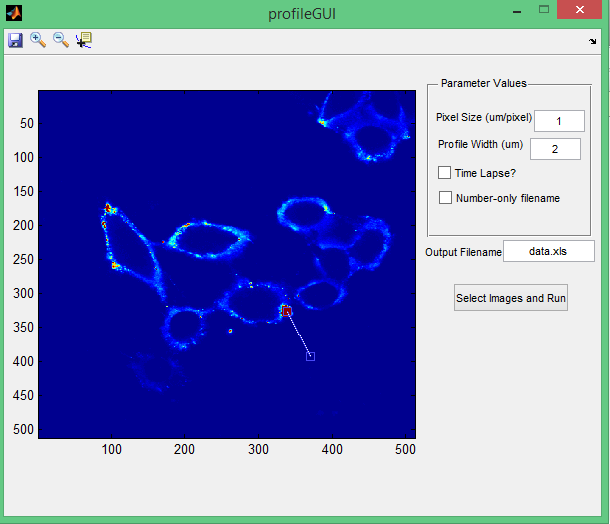 profileGUI
Parameter Values
Pixel Size (um/pixel) 1
Profile Width (um) 2
Time Lapse?
Number-only filename
Output Filename data.xls
Select Images and Run
50
100
150
200
250
300
350
400
450
500
100 200 300 400 500